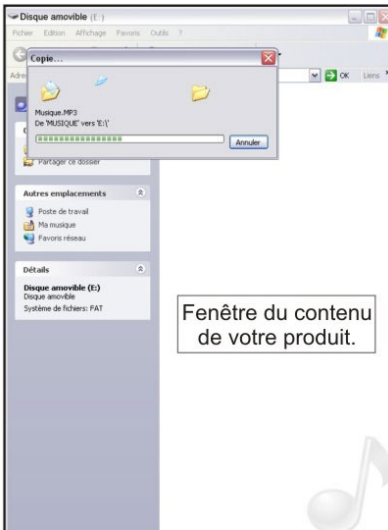 Disque amovible (E:)
Fichier Edition Affichage Favoris Outils ?
Copie...
OK Liens
Musique.MP3
De 'MUSIQUE' vers 'E:\'
Annuler
Partager ce dossier
Autres emplacements
Poste de travail
Ma musique
Favoris réseau
Détails
Disque amovible (E:)
Disque amovible
Système de fichiers: FAT
Fenêtre du contenu
de votre produit.